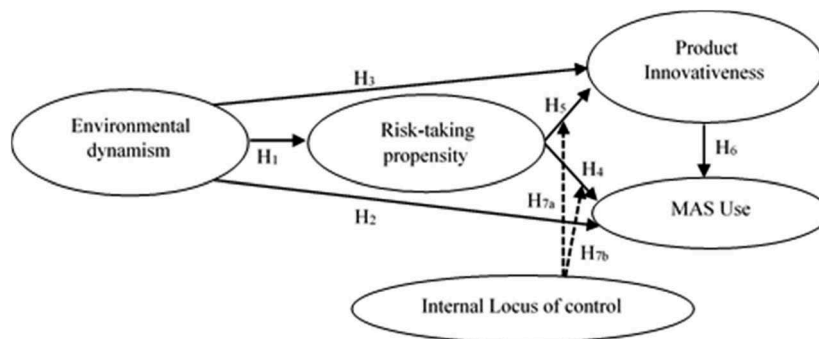 Product
Innovativeness
H3
H5
Environmental
dynamism
Risk-taking
propensity
H1
H6
H4
H7a
MAS Use
H2
H7b
Internal Locus of control